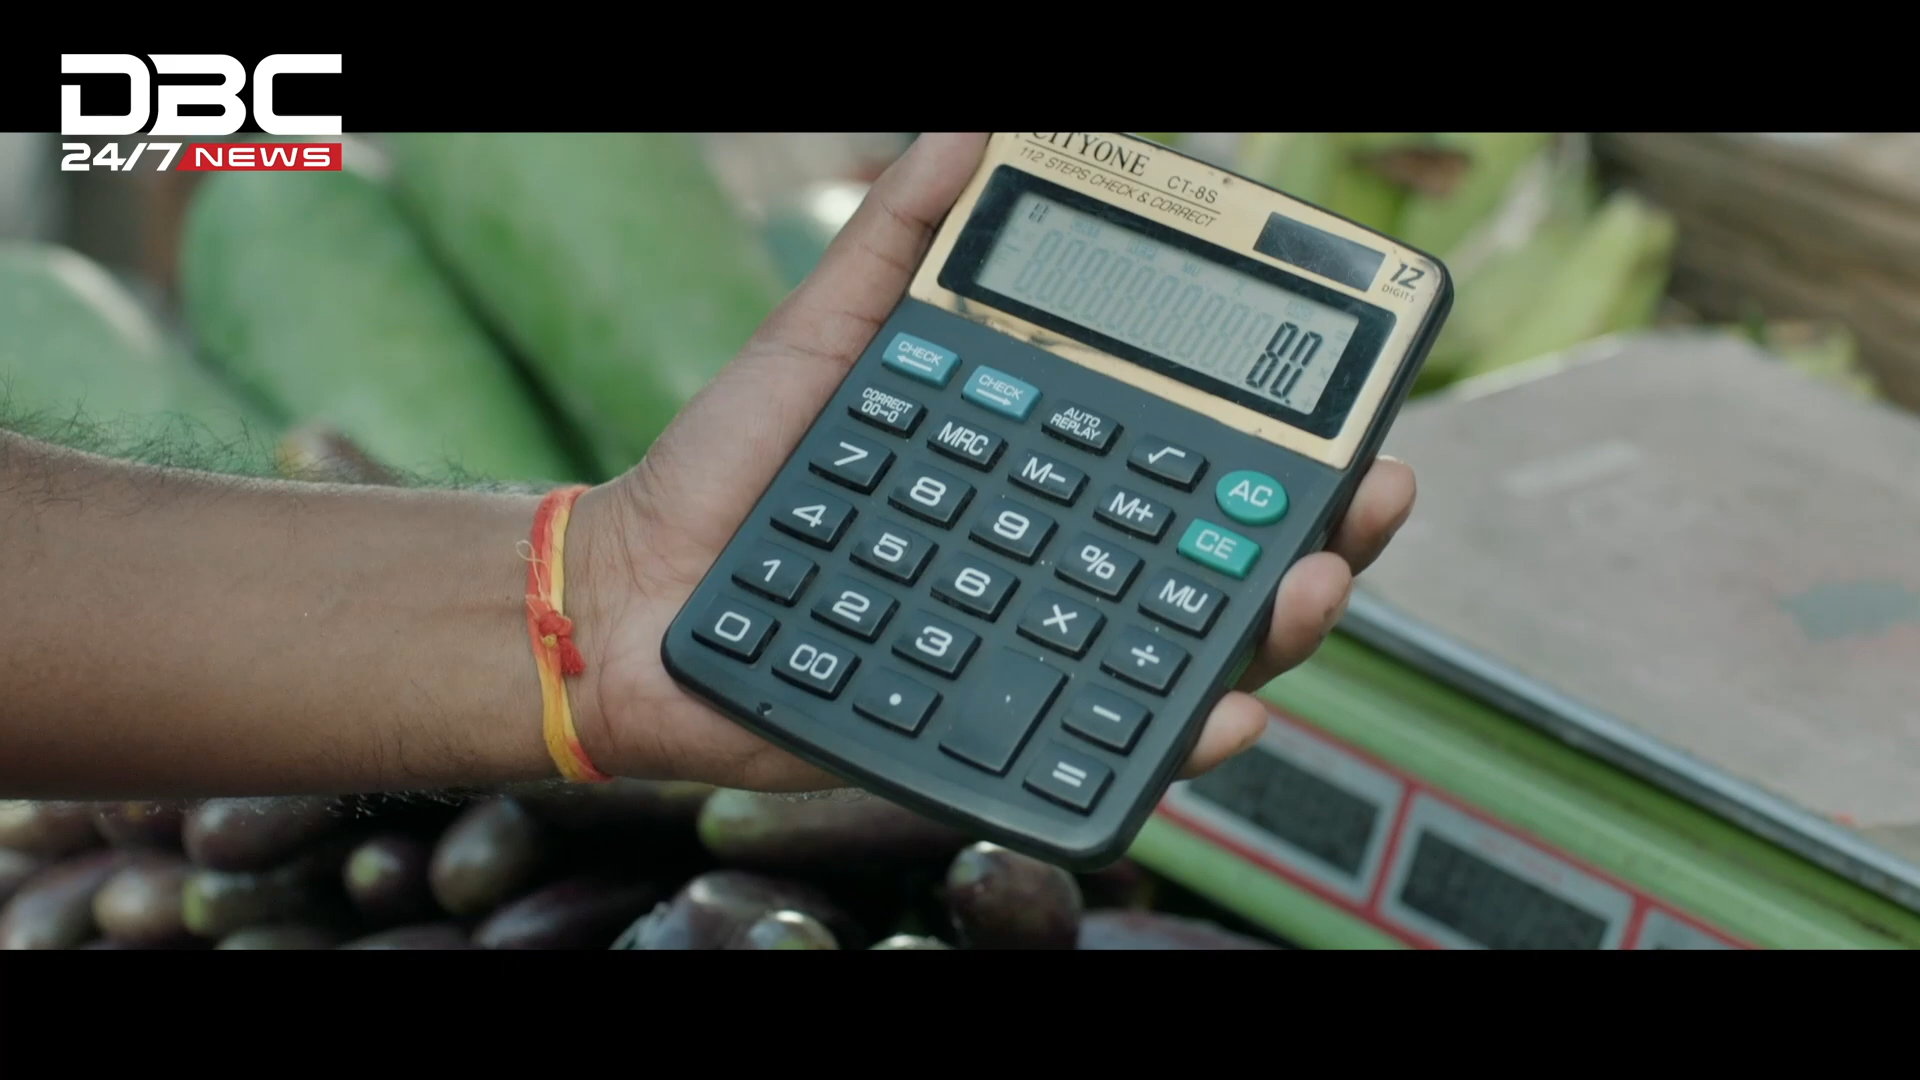 DBC
24/7 NEWS
CITYONE
CT-8S
112 STEPS CHECK & CORRECT
12
DIGITS
CHECK
CHECK
CORRECT
00→0
AUTO
REPLAY
MRC M- M+ √ AC
7 8 9 % CE
4 5 6 X MU
1 2 3 ÷
0 00 . -
=